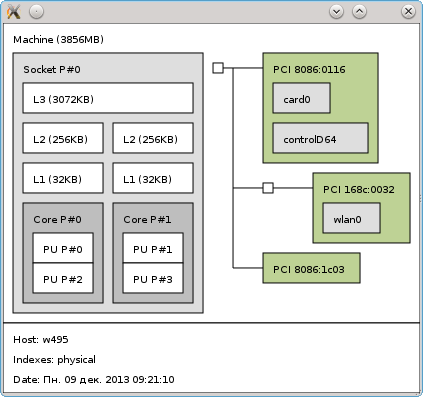 Machine (3856MB)
Socket P#0
L3 (3072KB)
L2 (256KB) L2 (256KB)
L1 (32KB) L1 (32KB)
Core P#0 Core P#1
PU P#0 PU P#1
PU P#2 PU P#3
PCI 8086:0116
card0
controlD64
PCI 168c:0032
wlan0
PCI 8086:1c03
Host: w495
Indexes: physical
Date: Пн. 09 дек. 2013 09:21:10